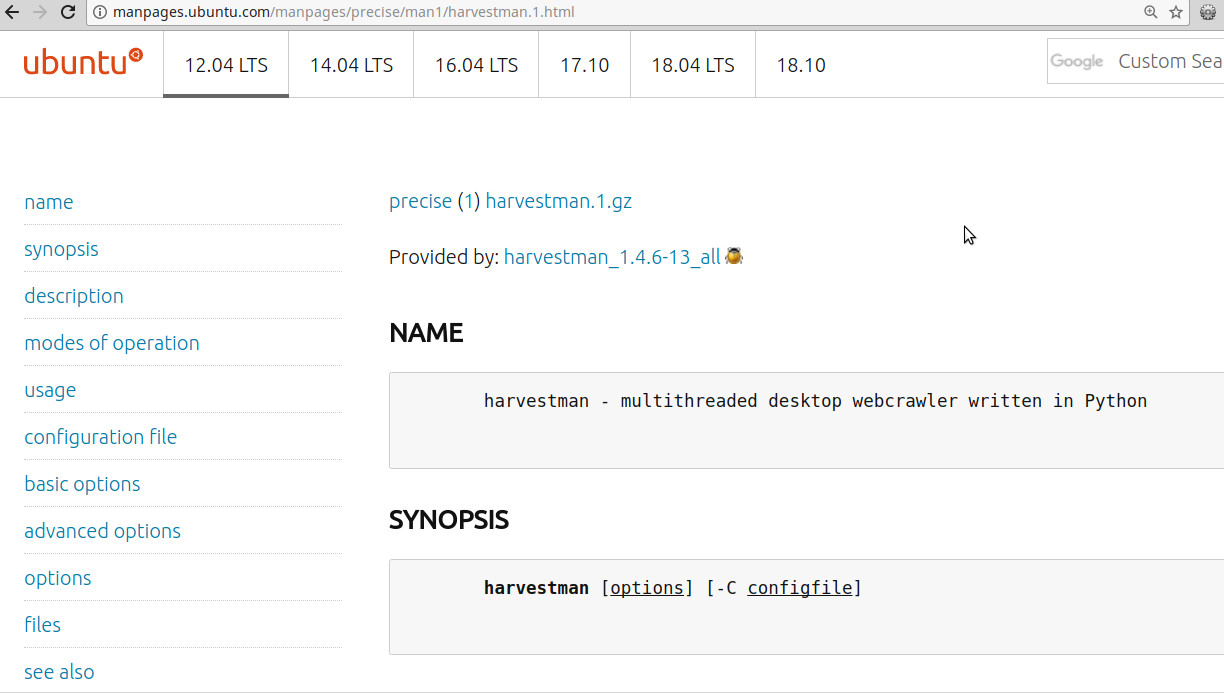 manpages.ubuntu.com/manpages/precise/man1/harvestman.1.html
ubuntu
12.04 LTS
14.04 LTS
16.04 LTS
17.10
18.04 LTS
18.10
Google Custom Sea
name
synopsis
description
modes of operation
usage
configuration file
basic options
advanced options
options
files
see also
precise (1) harvestman.1.gz
Provided by: harvestman_1.4.6-13_all
NAME
harvestman - multithreaded desktop webcrawler written in Python
SYNOPSIS
harvestman [options] [-C configfile]